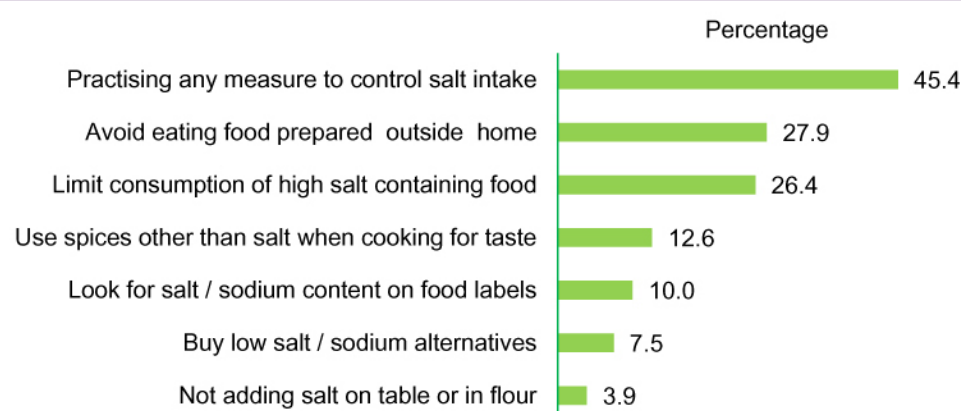 Percentage
Practising any measure to control salt intake 45.4
Avoid eating food prepared outside home 27.9
Limit consumption of high salt containing food 26.4
Use spices other than salt when cooking for taste 12.6
Look for salt / sodium content on food labels 10.0
Buy low salt / sodium alternatives 7.5
Not adding salt on table or in flour 3.9